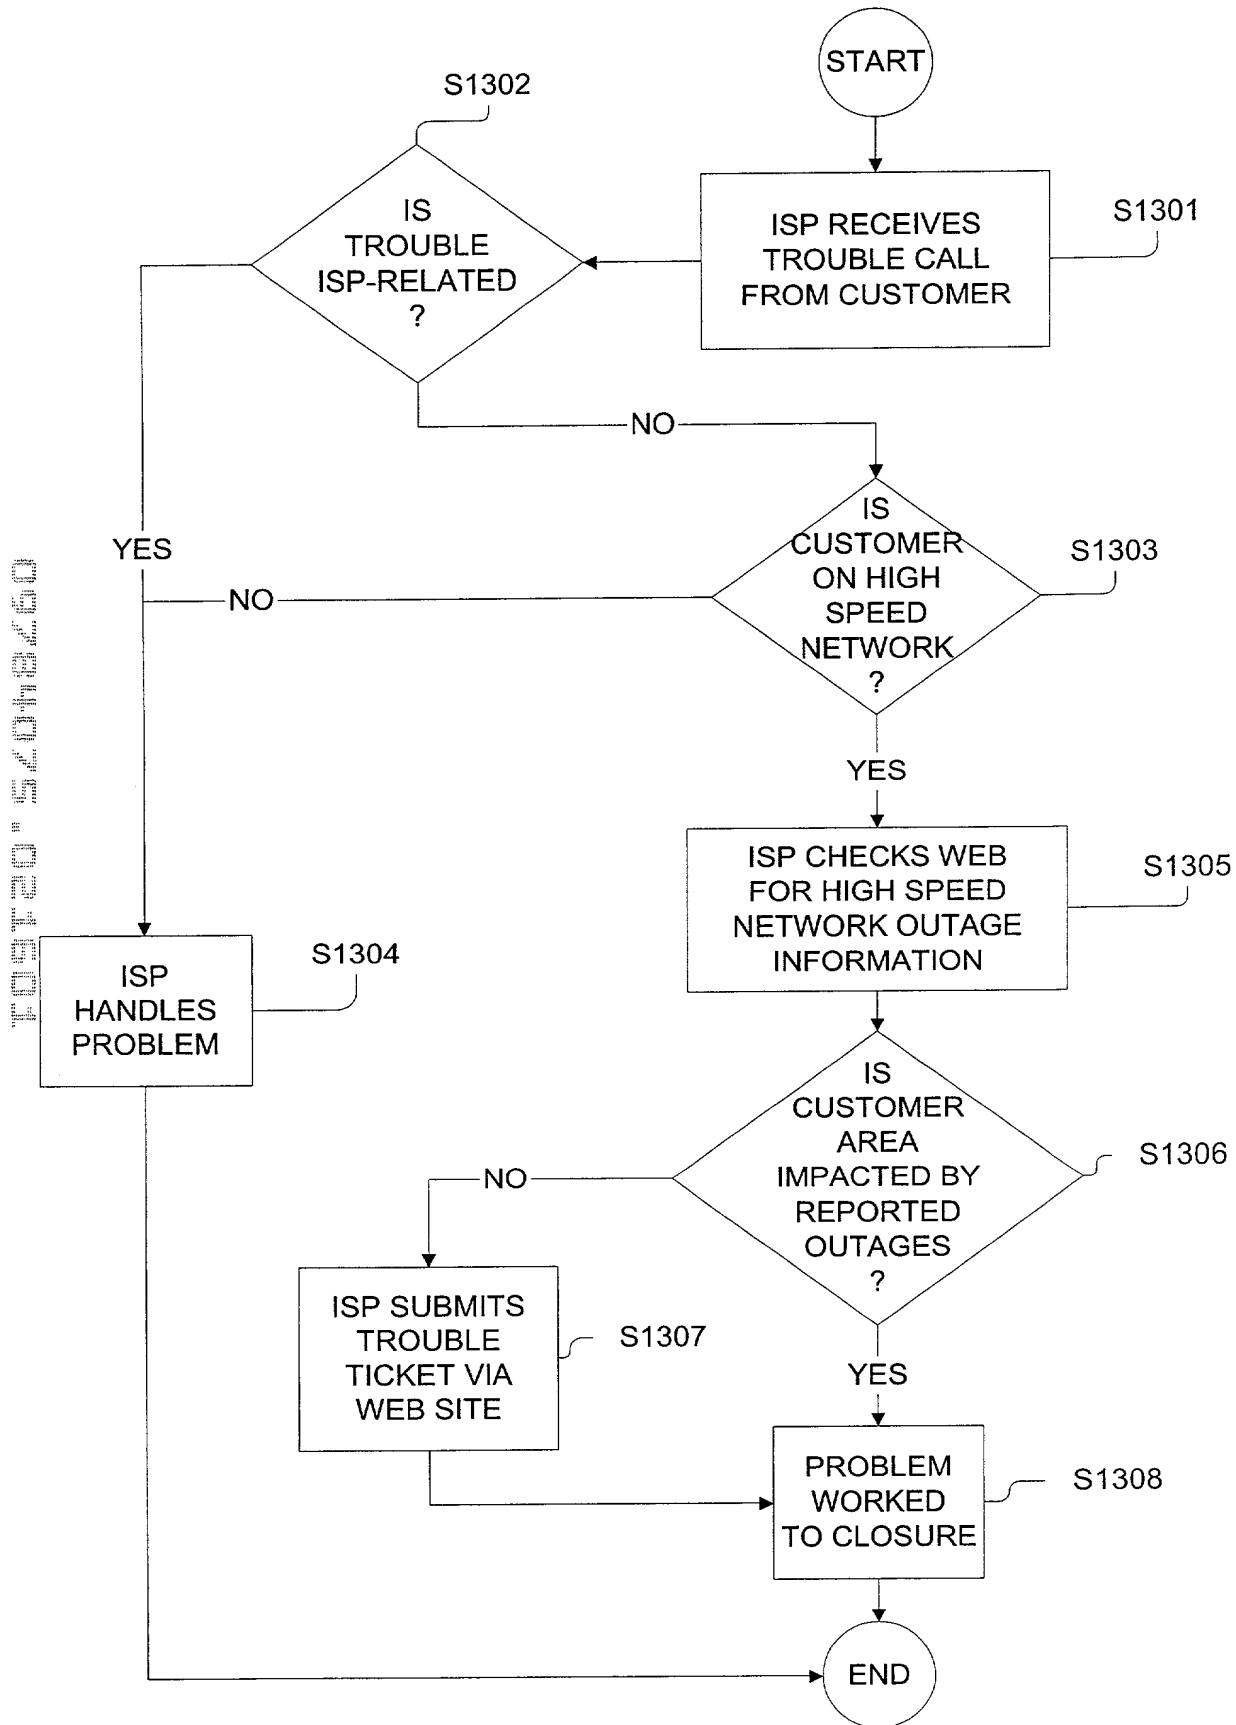 START
S1302
IS
TROUBLE
ISP-RELATED
?
ISP RECEIVES
TROUBLE CALL
FROM CUSTOMER
S1301
NO
YES
IS
CUSTOMER
ON HIGH
SPEED
NETWORK
?
S1303
NO
YES
ISP CHECKS WEB
FOR HIGH SPEED
NETWORK OUTAGE
INFORMATION
S1305
ISP
HANDLES
PROBLEM
S1304
IS
CUSTOMER
AREA
IMPACTED BY
REPORTED
OUTAGES
?
S1306
NO
ISP SUBMITS
TROUBLE
TICKET VIA
WEB SITE
S1307
YES
PROBLEM
WORKED
TO CLOSURE
S1308
END